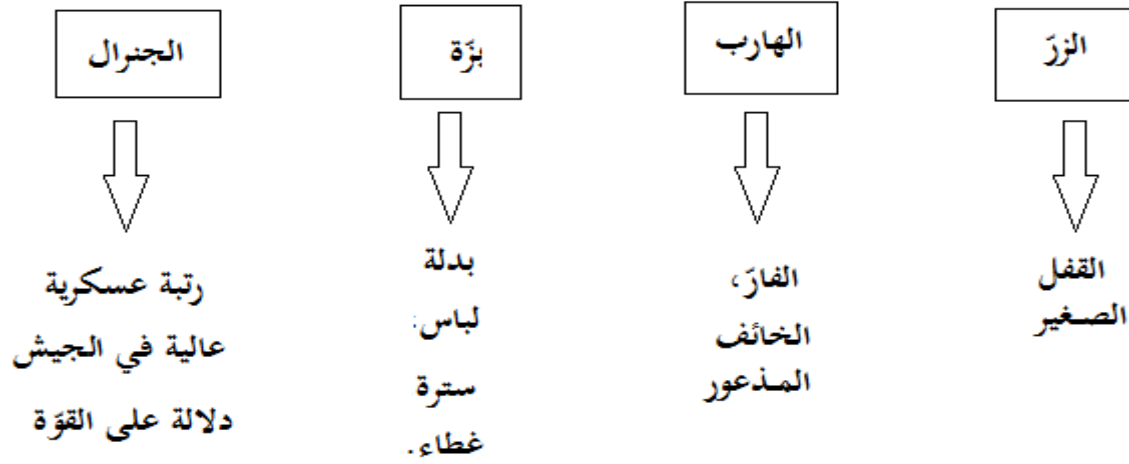 الزرّ
الهارب
بزّة
الجنرال
القفل
الصغير
الفارّ،
الخائف
المذعور
بدلة
لباس:
سترة
غطاء.
رتبة عسكرية
عالية في الجيش
دلالة على القوّة